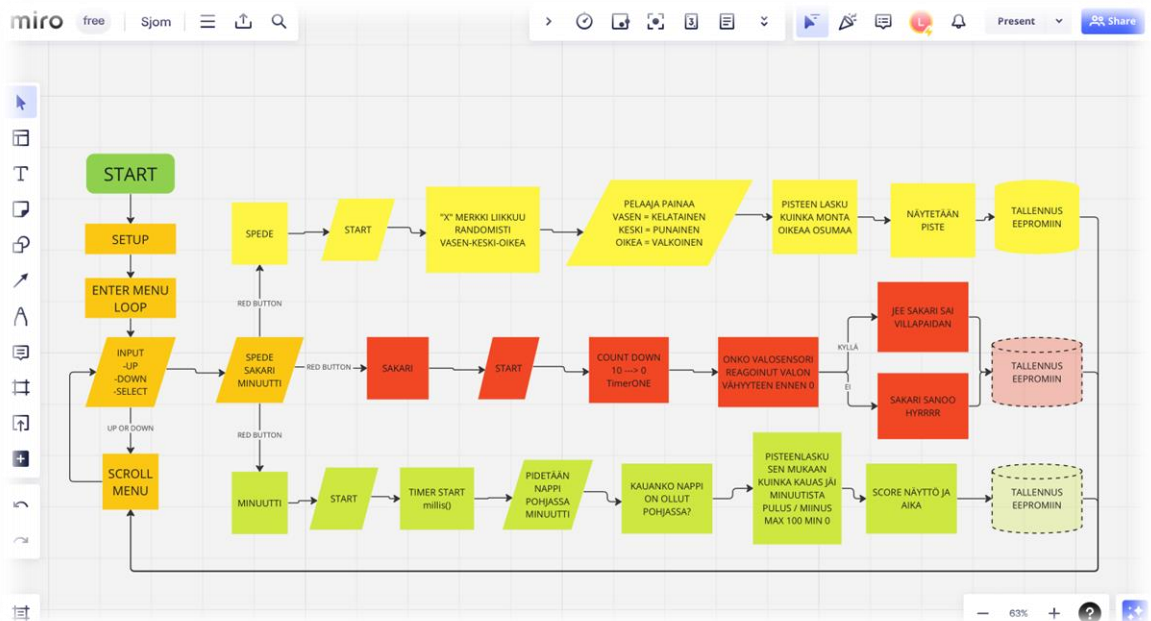 miro
free
Sjom
3
L
Present
Share
START
SETUP
ENTER MENU
LOOP
INPUT
-UP
-DOWN
-SELECT
UP OR DOWN
SCROLL
MENU
SPEDE
SAKARI
MINUUTTI
RED BUTTON
SPEDE
START
"X" MERKKI LIIKKUU
RANDOMISTI
VASEN-KESKI-OIKEA
PELAAJA PAINAA
VASEN = KELATAINEN
KESKI = PUNAINEN
OIKEA = VALKOINEN
PISTEEN LASKU
KUINKA MONTA
OIKEAA OSUMAA
NÄYTETÄÄN
PISTE
TALLENNUS
EEPROMIIN
RED BUTTON
SAKARI
START
COUNT DOWN
10 ---> 0
TimerONE
ONKO VALOSENSORI
REAGOINUT VALON
VÄHYYTEEN ENNEN 0
KYLLÄ
JEE SAKARI SAI
VILLAPAIDAN
EI
SAKARI SANOO
HYRRRR
TALLENNUS
EEPROMIIN
RED BUTTON
MINUUTTI
START
TIMER START
millis()
PIDETÄÄN
NAPPI
POHJASSA
MINUUTTI
KAUANKO NAPPI
ON OLLUT
POHJASSA?
PISTEENLASKU
SEN MUKAAN
KUINKA KAUAS JÄI
MINUUTISTA
PULUS / MIINUS
MAX 100 MIN 0
SCORE NÄYTTÖ JA
AIKA
TALLENNUS
EEPROMIIN
63%
?